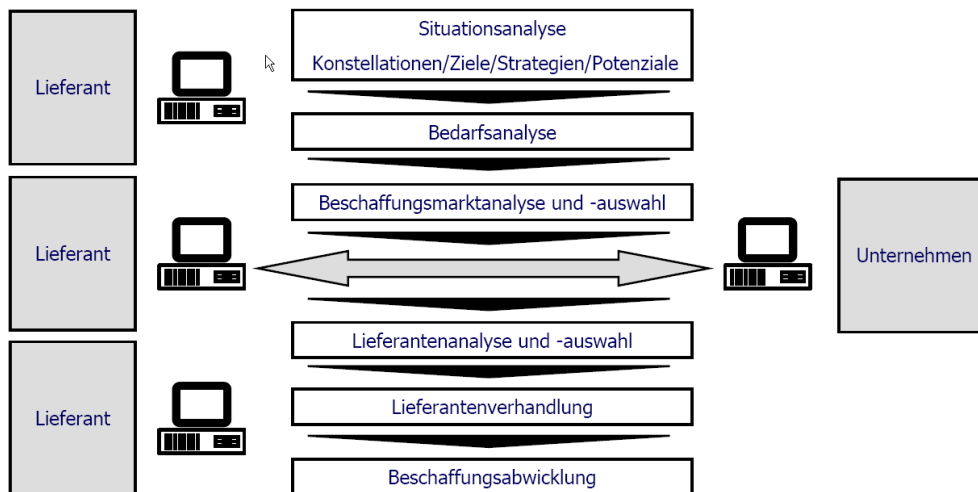 Situationsanalyse
Konstellationen/Ziele/Strategien/Potenziale
Lieferant
Bedarfsanalyse
Beschaffungsmarktanalyse und -auswahl
Lieferant
Unternehmen
Lieferantenanalyse und -auswahl
Lieferant
Lieferantenverhandlung
Beschaffungsabwicklung